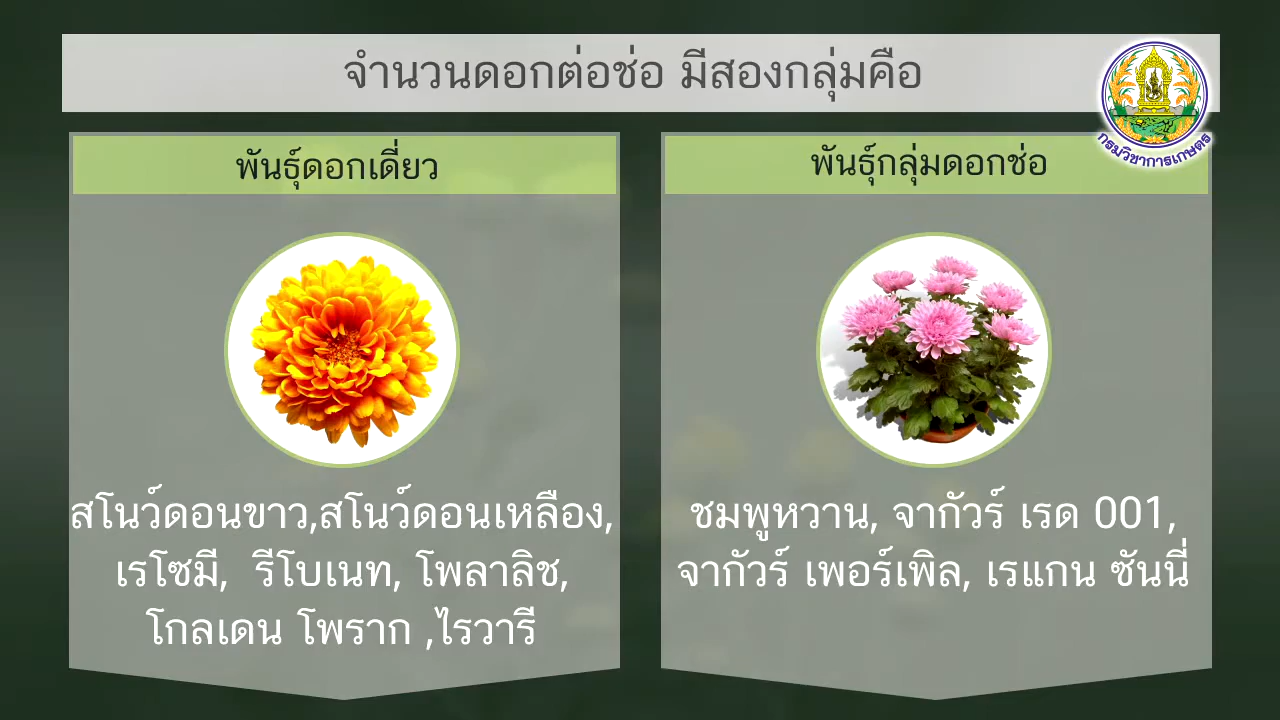 จำนวนดอกต่อช่อ มีสองกลุ่มคือ
กรมวิชาการเกษตร
พันธุ์ดอกเดี่ยว
สโนว์ดอนขาว,สโนว์ดอนเหลือง,
เรโซมี,  รีโบเนท, โพลาลิช,
โกลเดน โพราก ,ไรวารี
พันธุ์กลุ่มดอกช่อ
ชมพูหวาน, จากัวร์ เรด 001,
จากัวร์ เพอร์เพิล, เรแกน ซันนี่